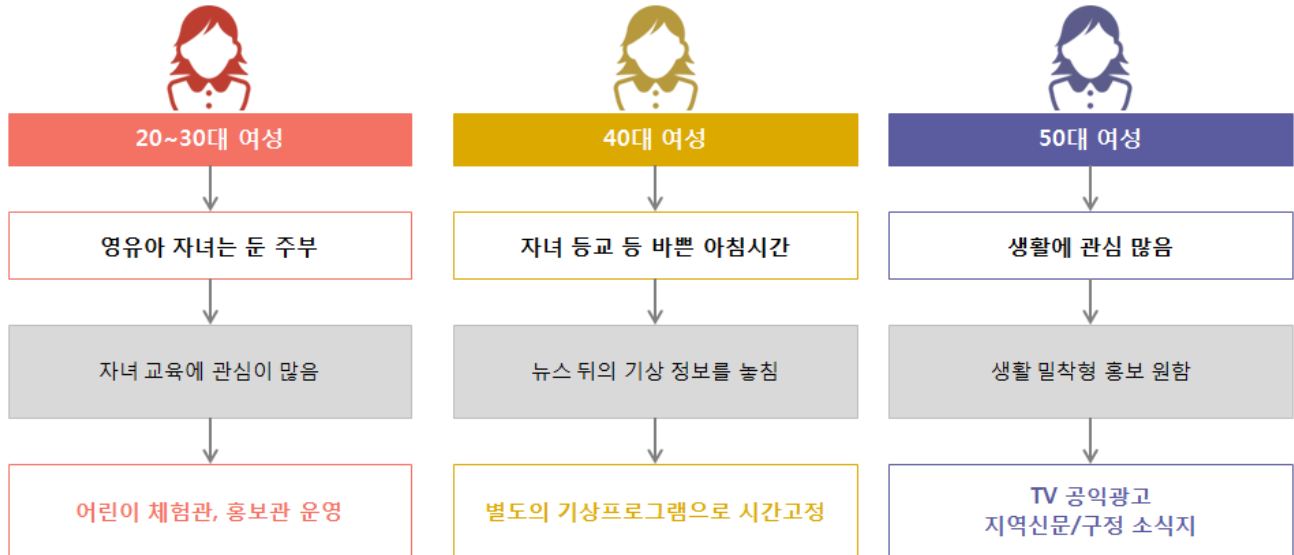 20~30대 여성
영유아 자녀는 둔 주부
자녀 교육에 관심이 많음
어린이 체험관, 홍보관 운영
40대 여성
자녀 등교 등 바쁜 아침시간
뉴스 뒤의 기상 정보를 놓침
별도의 기상프로그램으로 시간고정
50대 여성
생활에 관심 많음
생활 밀착형 홍보 원함
TV 공익광고
지역신문/구정 소식지